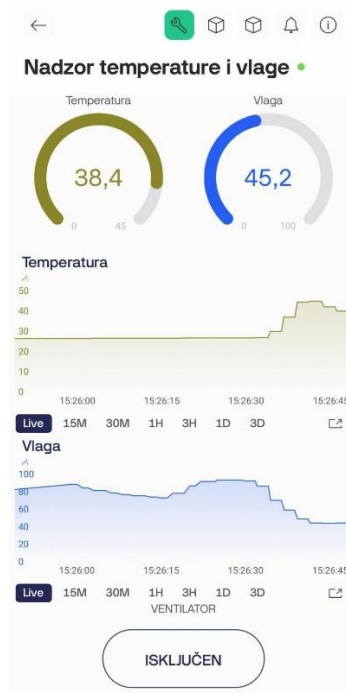 Nadzor temperature i vlage
Temperatura Vlaga
38,4 45,2
0 45 0 100
Temperatura
50
40
30
20
10
0
15:26:00 15:26:15 15:26:30 15:26:45
Live 15M 30M 1H 3H 1D 3D
Vlaga
100
80
60
40
20
0
15:26:00 15:26:15 15:26:30 15:26:45
Live 15M 30M 1H 3H 1D 3D
VENTILATOR
ISKLJUČEN